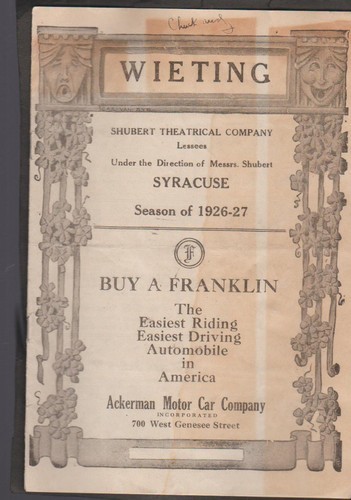 WIETING
SHUBERT THEATRICAL COMPANY
Lessees
Under the Direction of Messrs. Shubert
SYRACUSE
Season of 1926-27
F
BUY A FRANKLIN
The
Easiest Riding
Easiest Driving
Automobile
in
America
Ackerman Motor Car Company
INCORPORATED
700 West Genesee Street